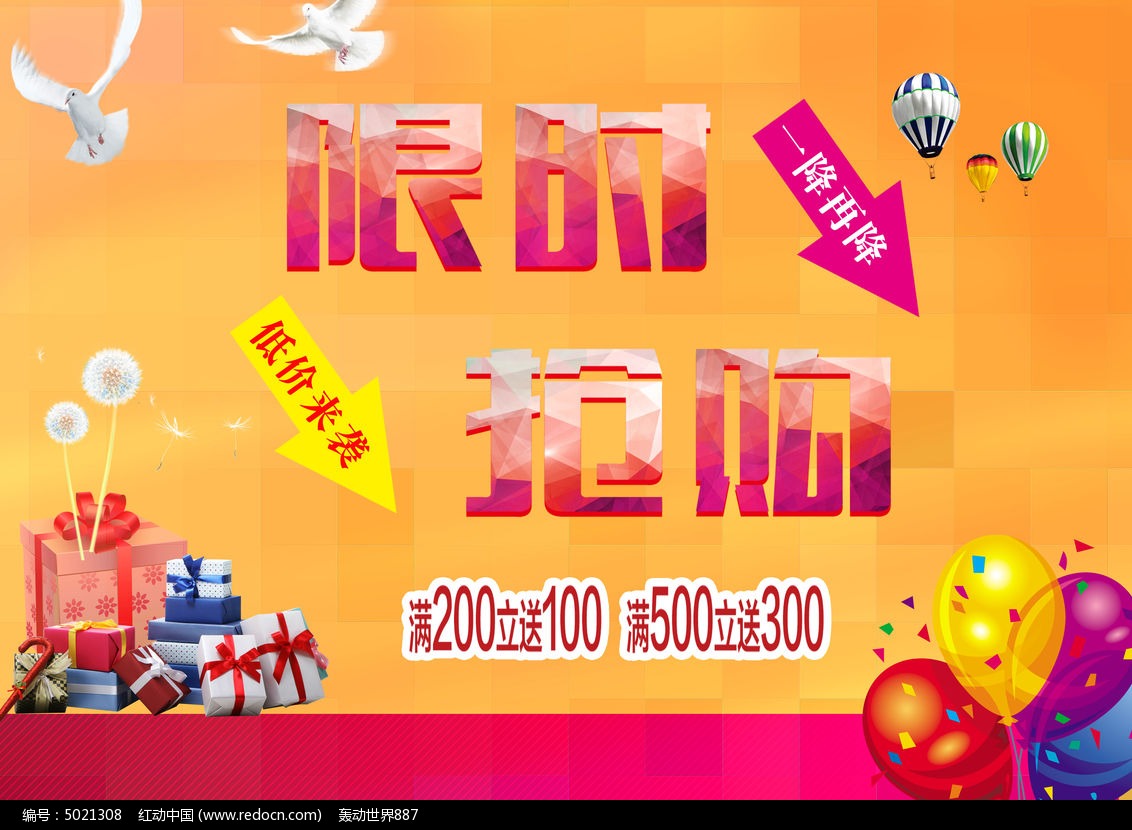 限时
一降再降
低价来袭
抢购
满200立送100 满500立送300
编号：5021308 红动中国 (www.redocn.com) 轰动世界887